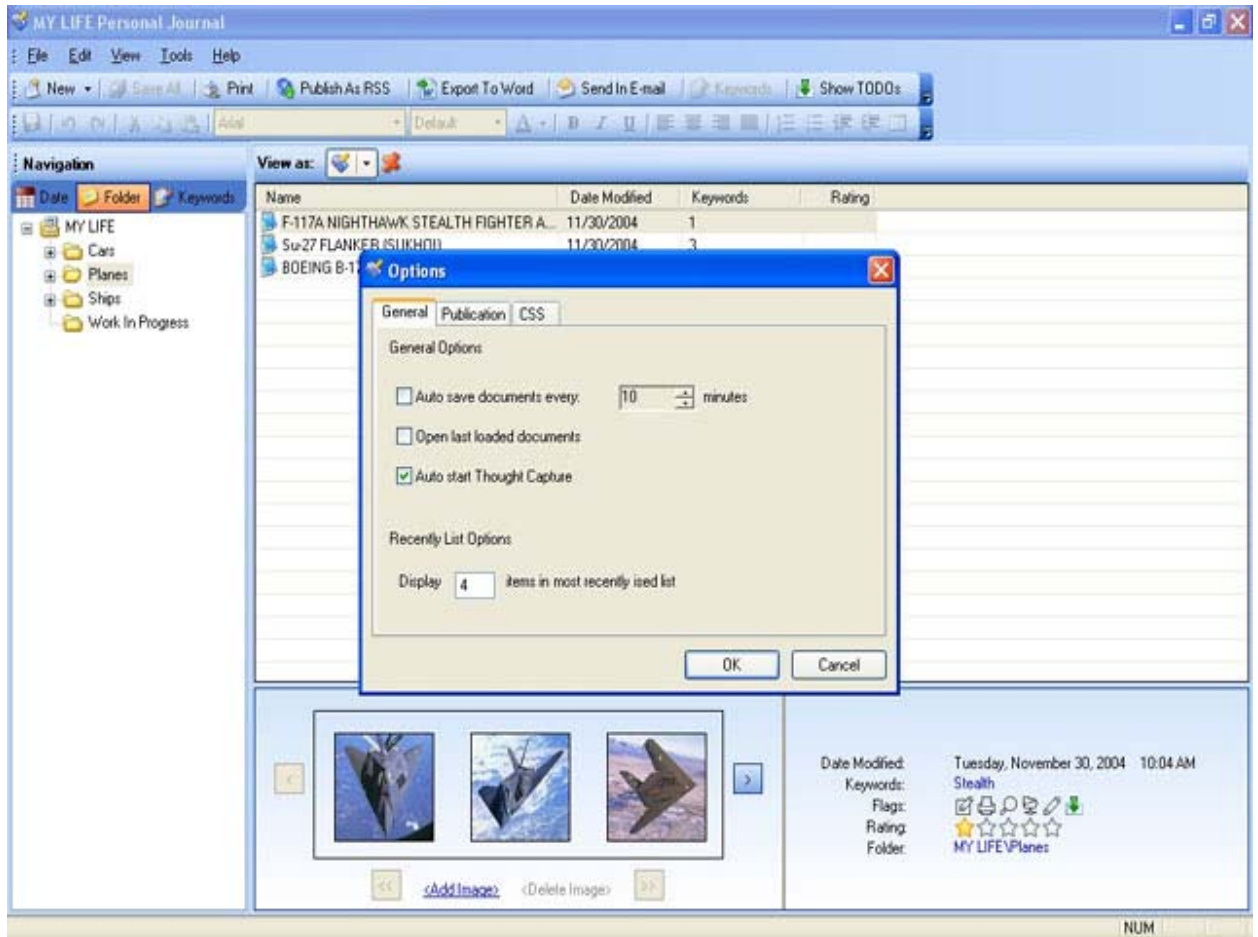 MY LIFE Personal Journal
File Edit View Tools Help
New Save All Print Publish As RSS Export To Word Send In E-mail Keywords Show TODOs
Arial Default A B I U
Navigation View as:
Date Folder Keywords
Name Date Modified Keywords Rating
F-117A NIGHTHAWK STEALTH FIGHTER A... 11/30/2004 1
Su-27 FLANKER (SUKHOI) 11/30/2004 3
BOEING B-1
MY LIFE
Cars
Planes
Ships
Work In Progress
Options
General Publication CSS
General Options
Auto save documents every: 10 minutes
Open last loaded documents
Auto start Thought Capture
Recently List Options
Display 4 items in most recently ised list
OK Cancel
< >
Date Modified: Tuesday, November 30, 2004 10:04 AM
Keywords: Stealth
Flags:
Rating:
Folder: MY LIFE\Planes
<< <Add Image> <Delete Image> >>
NUM